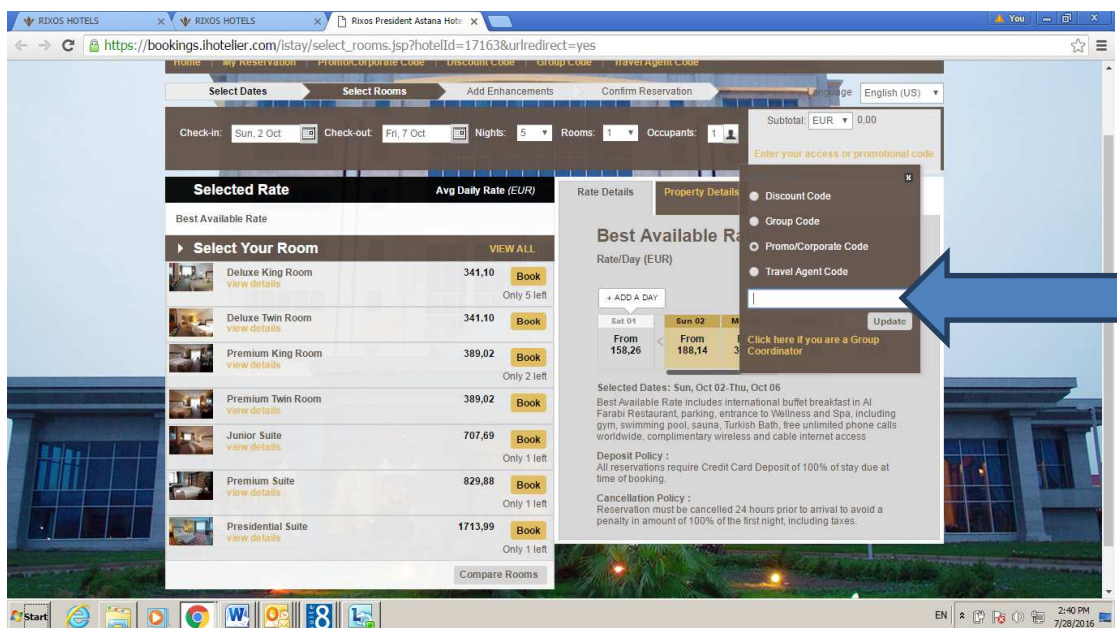 RIXOS HOTELS
RIXOS HOTELS
Rixos President Astana Hote
You
https://bookings.ihotelier.com/istay/select_rooms.jsp?hotelId=17163&urlredirect=yes
Home | My Reservation | Promo/Corporate Code | Discount Code | Group Code | Travel Agent Code
Select Dates Select Rooms Add Enhancements Confirm Reservation Language English (US)
Check-in: Sun, 2 Oct Check-out: Fri, 7 Oct Nights: 5 Rooms: 1 Occupants: 1
Subtotal: EUR 0,00
Enter your access or promotional code
Selected Rate Avg Daily Rate (EUR)
Best Available Rate
Select Your Room VIEW ALL
Deluxe King Room 341,10 Book
view details
Only 5 left
Deluxe Twin Room 341,10 Book
view details
Premium King Room 389,02 Book
view details
Only 2 left
Premium Twin Room 389,02 Book
view details
Junior Suite 707,69 Book
view details
Only 1 left
Premium Suite 829,88 Book
view details
Only 1 left
Presidential Suite 1713,99 Book
view details
Only 1 left
Compare Rooms
Rate Details Property Details
Best Available Ra
Rate/Day (EUR)
+ ADD A DAY
Sat 01 Sun 02 M
From From
158,26 188,14 3
Selected Dates: Sun, Oct 02-Thu, Oct 06
Best Available Rate includes international buffet breakfast in Al
Farabi Restaurant, parking, entrance to Wellness and Spa, including
gym, swimming pool, sauna, Turkish Bath, free unlimited phone calls
worldwide, complimentary wireless and cable internet access
Deposit Policy :
All reservations require Credit Card Deposit of 100% of stay due at
time of booking.
Cancellation Policy :
Reservation must be cancelled 24 hours prior to arrival to avoid a
penalty in amount of 100% of the first night, including taxes.
Discount Code
Group Code
Promo/Corporate Code
Travel Agent Code
Update
Click here if you are a Group
Coordinator
Start
EN
2:40 PM
7/28/2016